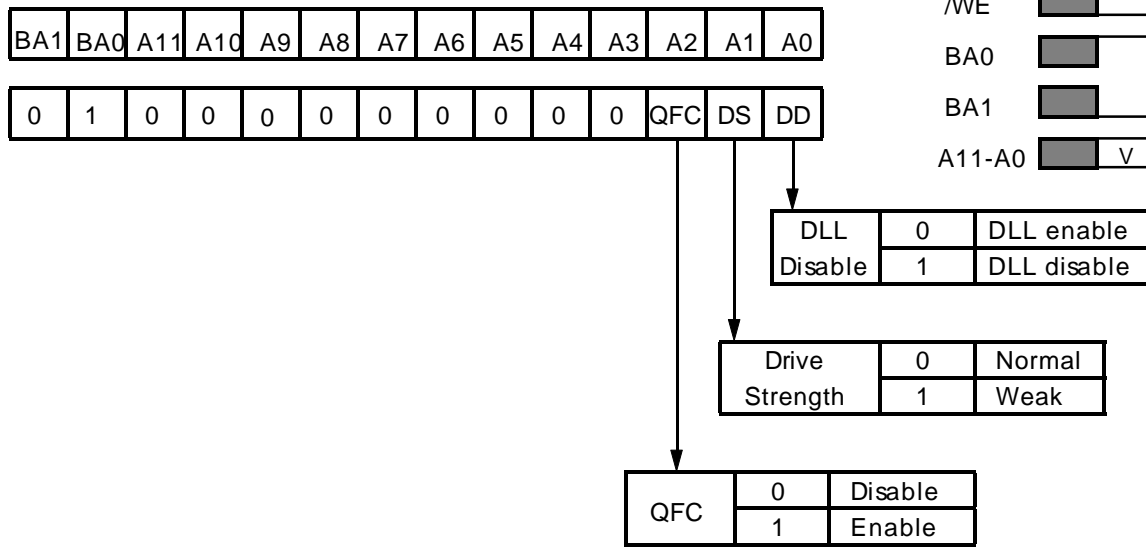 /WE
BA1 BA0 A11 A10 A9 A8 A7 A6 A5 A4 A3 A2 A1 A0
BA0
0 1 0 0 0 0 0 0 0 0 0 QFC DS DD
BA1
A11-A0 V
DLL Disable
0 DLL enable
1 DLL disable
Drive Strength
0 Normal
1 Weak
QFC
0 Disable
1 Enable